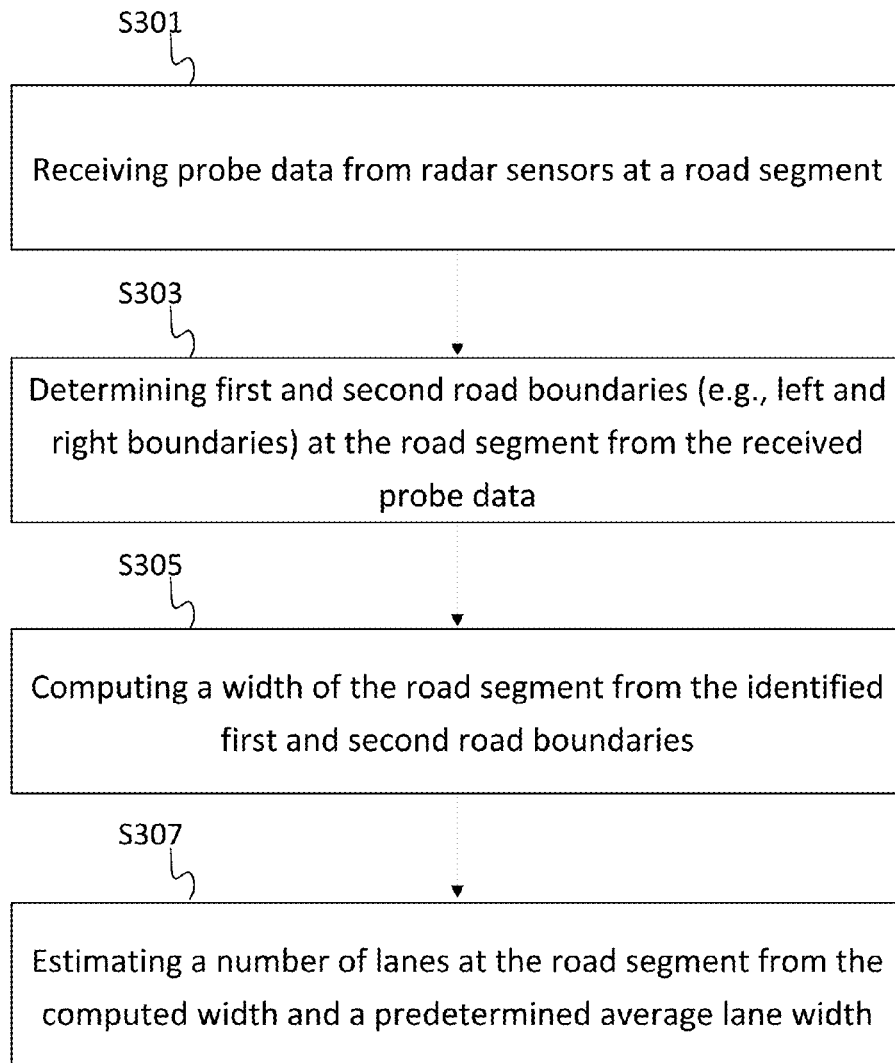 S301
Receiving probe data from radar sensors at a road segment
S303
Determining first and second road boundaries (e.g., left and
right boundaries) at the road segment from the received
probe data
S305
Computing a width of the road segment from the identified
first and second road boundaries
S307
Estimating a number of lanes at the road segment from the
computed width and a predetermined average lane width